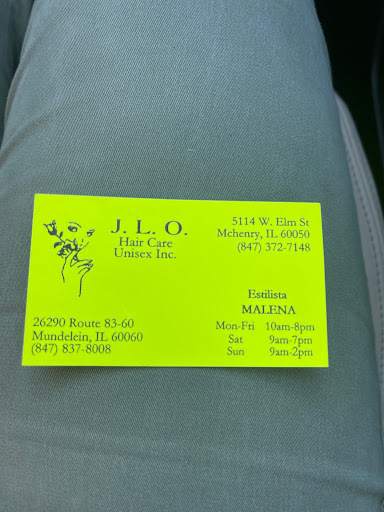 J. L. O.
Hair Care
Unisex Inc.
5114 W. Elm St
Mchenry, IL 60050
(847) 372-7148
Estilista
MALENA
Mon-Fri 10am-8pm
Sat 9am-7pm
Sun 9am-2pm
26290 Route 83-60
Mundelein, IL 60060
(847) 837-8008